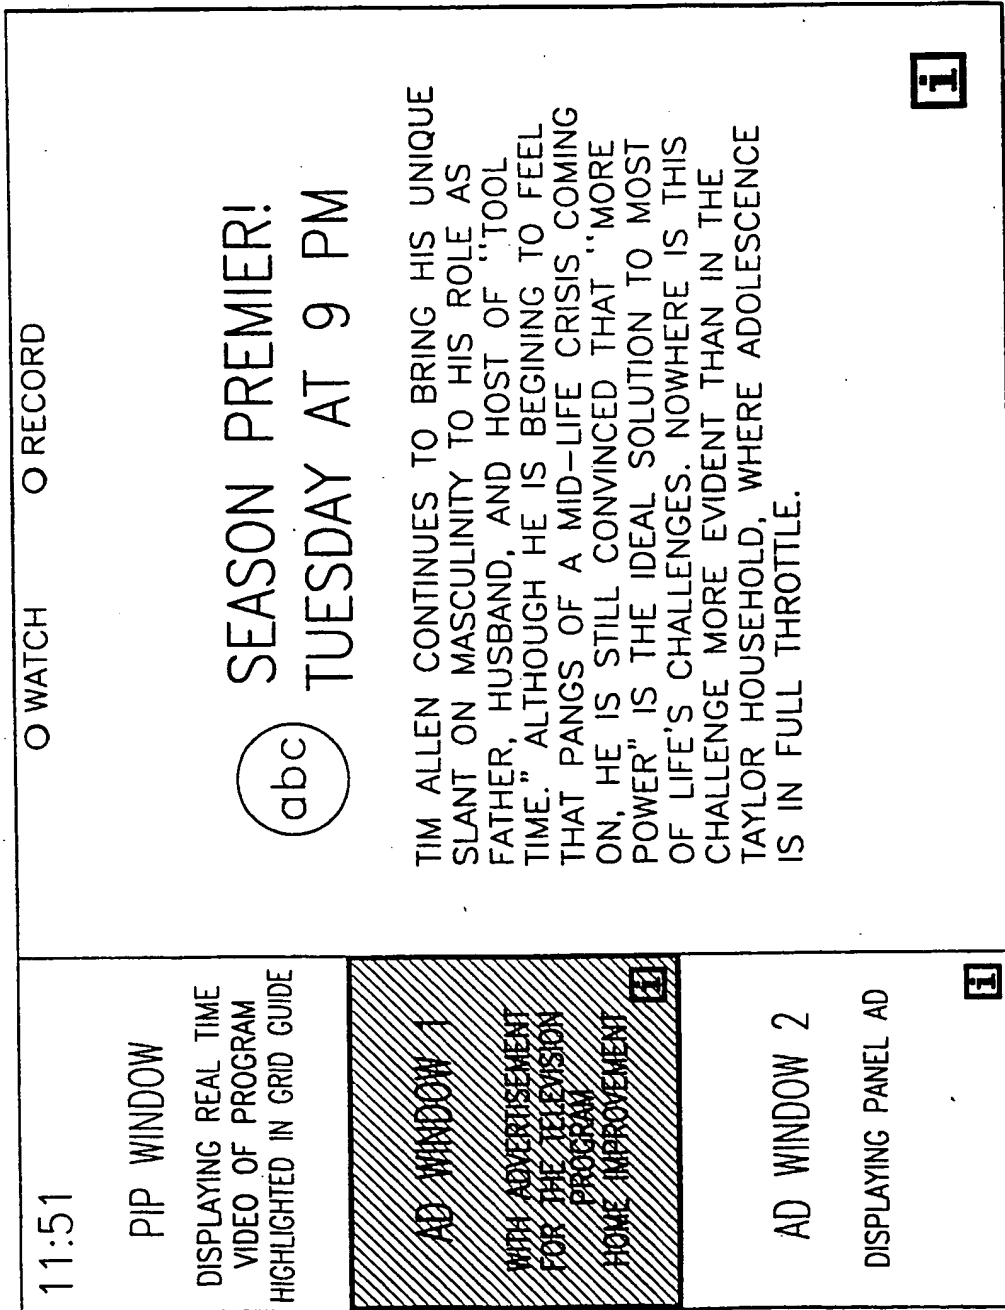 11:51
PIP WINDOW
DISPLAYING REAL TIME
VIDEO OF PROGRAM
HIGHLIGHTED IN GRID GUIDE
AD WINDOW 1
WITH ADVERTISEMENT
FOR THE TELEVISION
PROGRAM
HOME IMPROVEMENT
i
AD WINDOW 2
DISPLAYING PANEL AD
i
O WATCH
O RECORD
abc
SEASON PREMIER!
TUESDAY AT 9 PM
TIM ALLEN CONTINUES TO BRING HIS UNIQUE
SLANT ON MASCULINITY TO HIS ROLE AS
FATHER, HUSBAND, AND HOST OF "TOOL
TIME." ALTHOUGH HE IS BEGINING TO FEEL
THAT PANGS OF A MID-LIFE CRISIS COMING
ON, HE IS STILL CONVINCED THAT "MORE
POWER" IS THE IDEAL SOLUTION TO MOST
OF LIFE'S CHALLENGES. NOWHERE IS THIS
CHALLENGE MORE EVIDENT THAN IN THE
TAYLOR HOUSEHOLD, WHERE ADOLESCENCE
IS IN FULL THROTTLE.
i